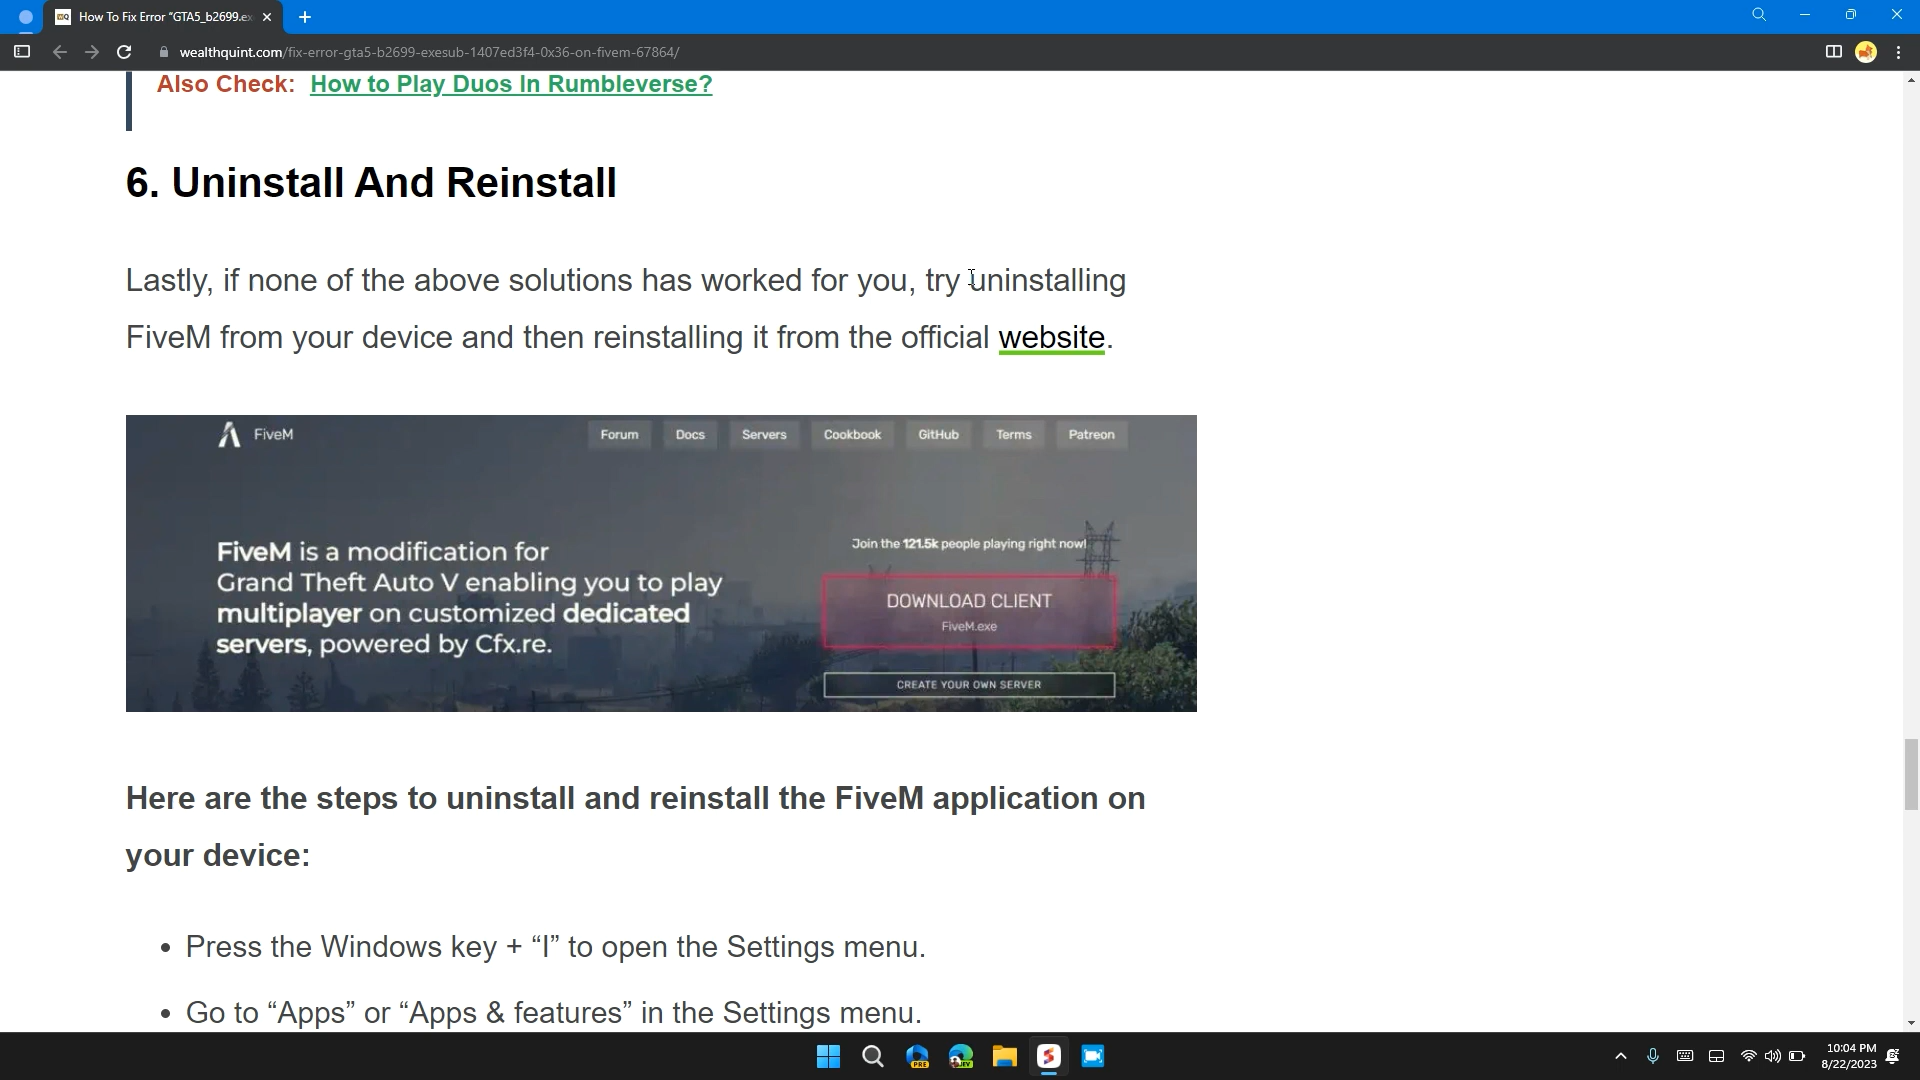 WQ How To Fix Error "GTA5_b2699.ex
wealthquint.com/fix-error-gta5-b2699-exesub-1407ed3f4-0x36-on-fivem-67864/
Also Check: How to Play Duos In Rumbleverse?
6. Uninstall And Reinstall
Lastly, if none of the above solutions has worked for you, try uninstalling
FiveM from your device and then reinstalling it from the official website.
FiveM Forum Docs Servers Cookbook GitHub Terms Patreon
Join the 121.5k people playing right now!
FiveM is a modification for
Grand Theft Auto V enabling you to play
multiplayer on customized dedicated
servers, powered by Cfx.re.
DOWNLOAD CLIENT
FiveM.exe
CREATE YOUR OWN SERVER
Here are the steps to uninstall and reinstall the FiveM application on
your device:
• Press the Windows key + “I” to open the Settings menu.
• Go to “Apps” or “Apps & features” in the Settings menu.
PRE
10:04 PM
8/22/2023